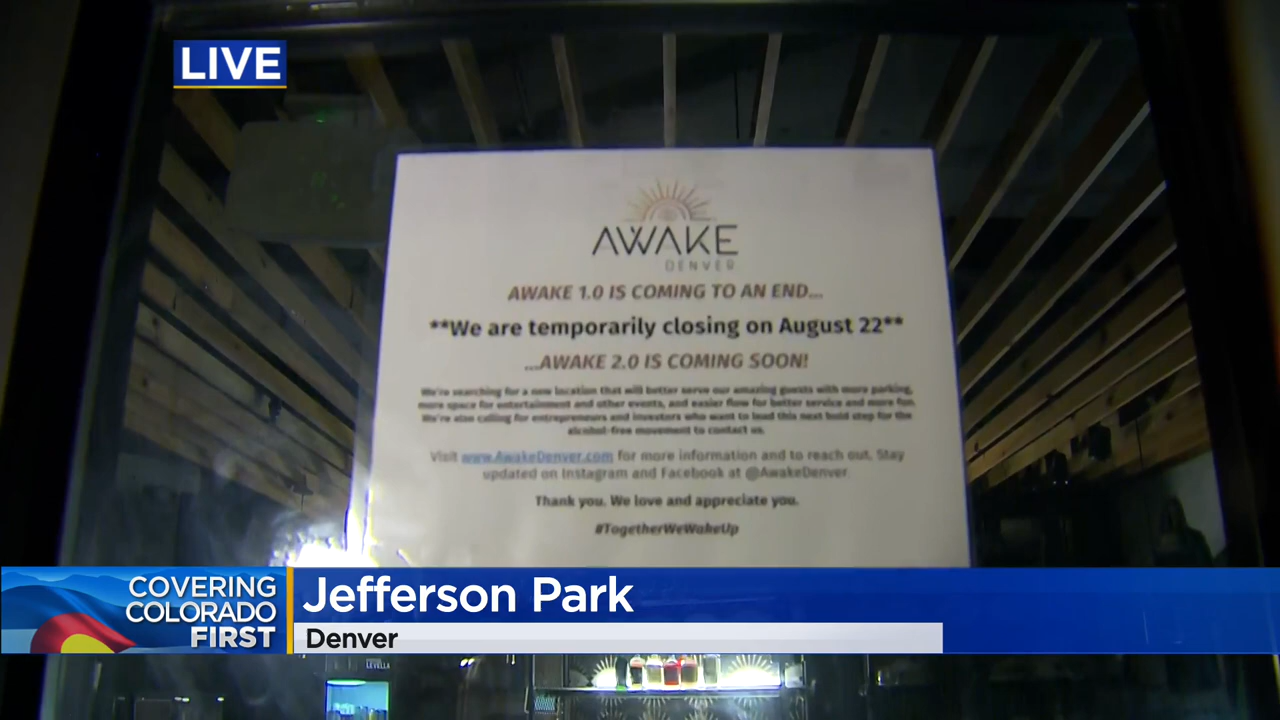 LIVE
AWAKE
DENVER
AWAKE 1.0 IS COMING TO AN END...
**We are temporarily closing on August 22**
...AWAKE 2.0 IS COMING SOON!
We're searching for a new location that will better serve our amazing guests with more parking,
more space for entertainment and other events, and easier flow for better service and more fun.
We're also calling for entrepreneurs and investors who want to lead this next bold step for the
alcohol-free movement to contact us.
Visit www.AwakeDenver.com for more information and to reach out. Stay
updated on Instagram and Facebook at @AwakeDenver.
Thank you. We love and appreciate you.
#TogetherWeWakeUp
COVERING
COLORADO
FIRST
Jefferson Park
Denver
LEVELLA